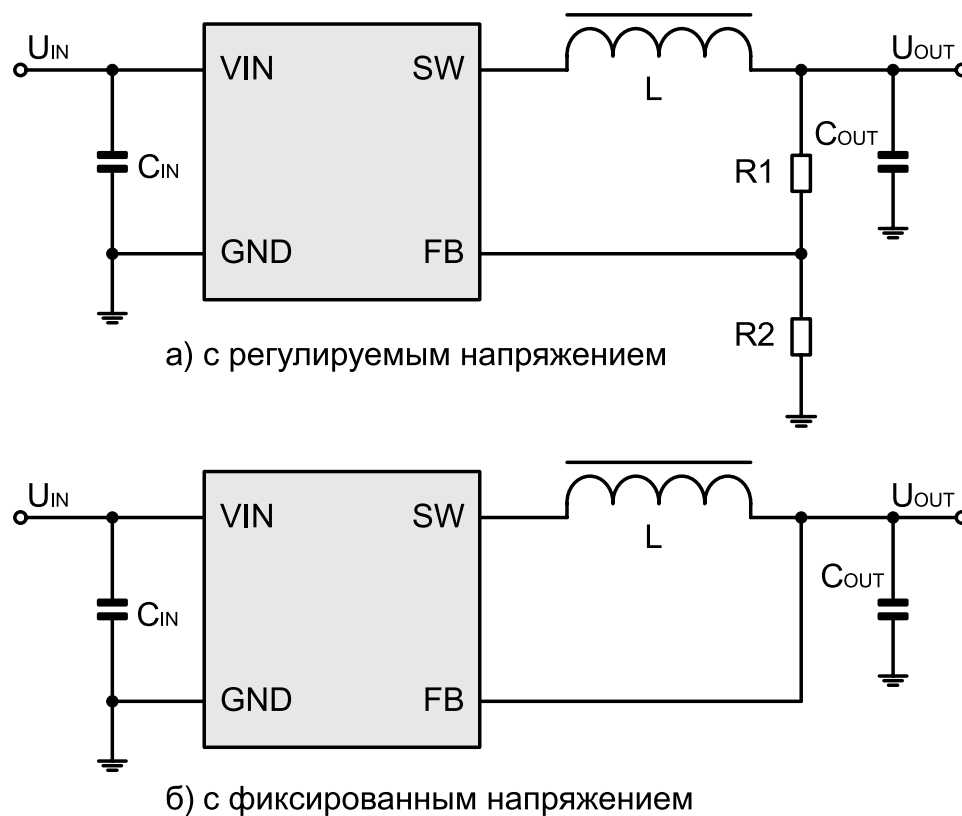 UIN
VIN
SW
UOUT
L
COUT
CIN
R1
GND
FB
R2
а) с регулируемым напряжением
UIN
VIN
SW
UOUT
L
COUT
CIN
GND
FB
б) с фиксированным напряжением